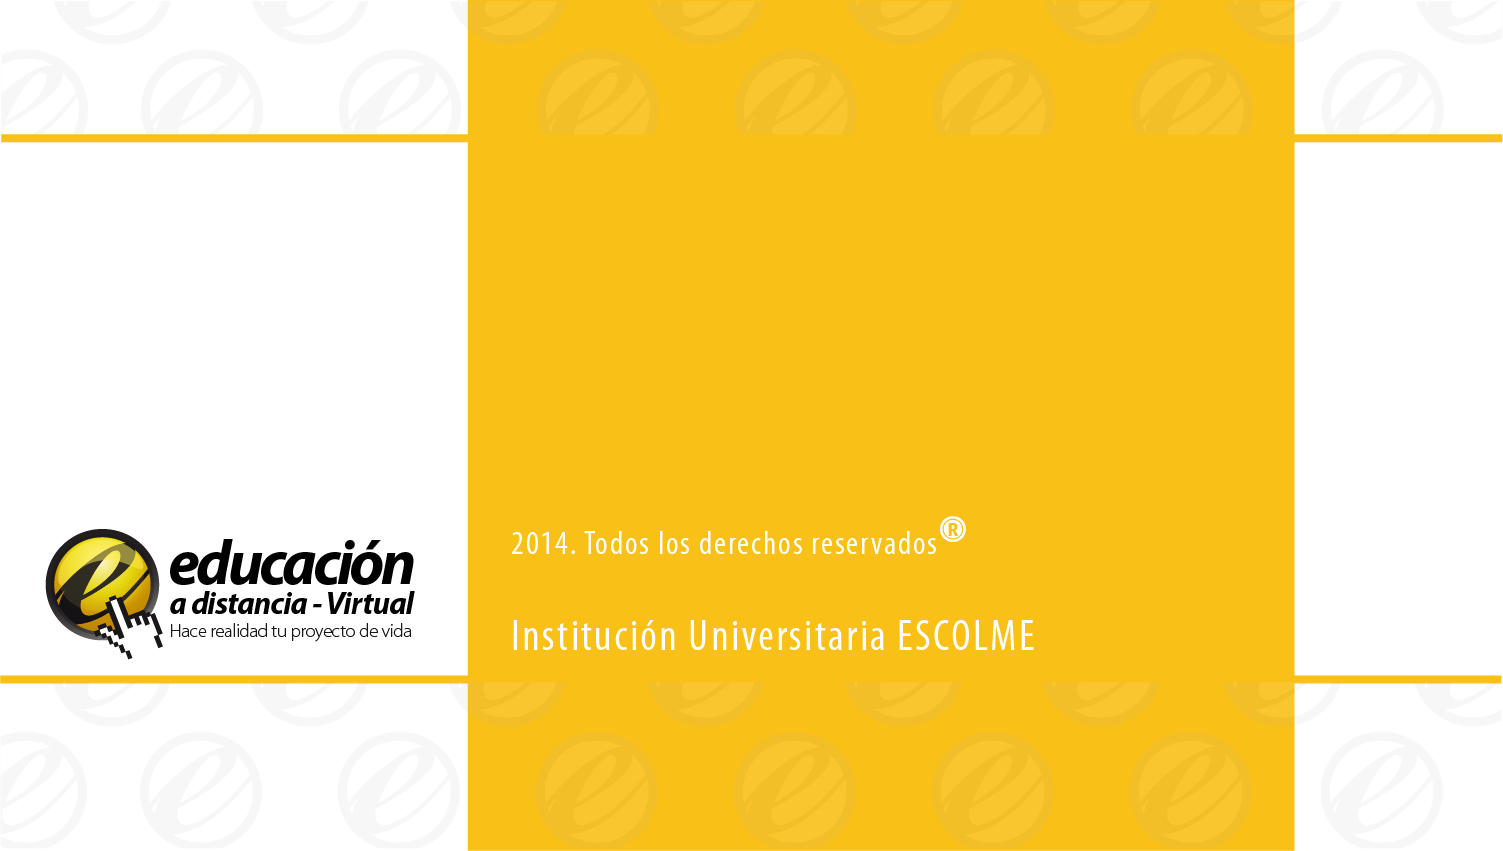 educación
a distancia - Virtual
Hace realidad tu proyecto de vida
2014. Todos los derechos reservados®
Institución Universitaria ESCOLME